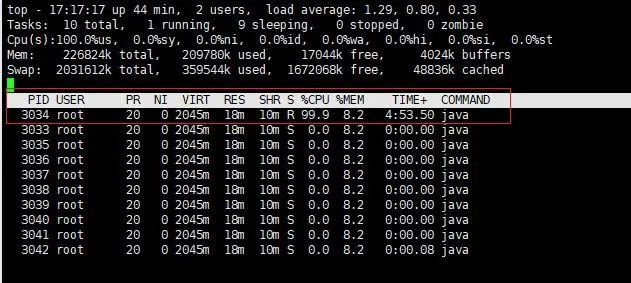 top - 17:17:17 up 44 min,  2 users,  load average: 1.29, 0.80, 0.33
Tasks:  10 total,   1 running,   9 sleeping,   0 stopped,   0 zombie
Cpu(s):100.0%us,  0.0%sy,  0.0%ni,  0.0%id,  0.0%wa,  0.0%hi,  0.0%si,  0.0%st
Mem:    226824k total,   209780k used,    17044k free,     4024k buffers
Swap:  2031612k total,   359544k used,  1672068k free,    48836k cached
PID USER      PR  NI  VIRT  RES  SHR S %CPU %MEM    TIME+  COMMAND
3034 root      20   0 2045m  18m  10m R 99.9  8.2   4:53.50 java
3033 root      20   0 2045m  18m  10m S  0.0  8.2   0:00.00 java
3035 root      20   0 2045m  18m  10m S  0.0  8.2   0:00.00 java
3036 root      20   0 2045m  18m  10m S  0.0  8.2   0:00.00 java
3037 root      20   0 2045m  18m  10m S  0.0  8.2   0:00.00 java
3038 root      20   0 2045m  18m  10m S  0.0  8.2   0:00.00 java
3039 root      20   0 2045m  18m  10m S  0.0  8.2   0:00.00 java
3040 root      20   0 2045m  18m  10m S  0.0  8.2   0:00.00 java
3041 root      20   0 2045m  18m  10m S  0.0  8.2   0:00.00 java
3042 root      20   0 2045m  18m  10m S  0.0  8.2   0:00.08 java